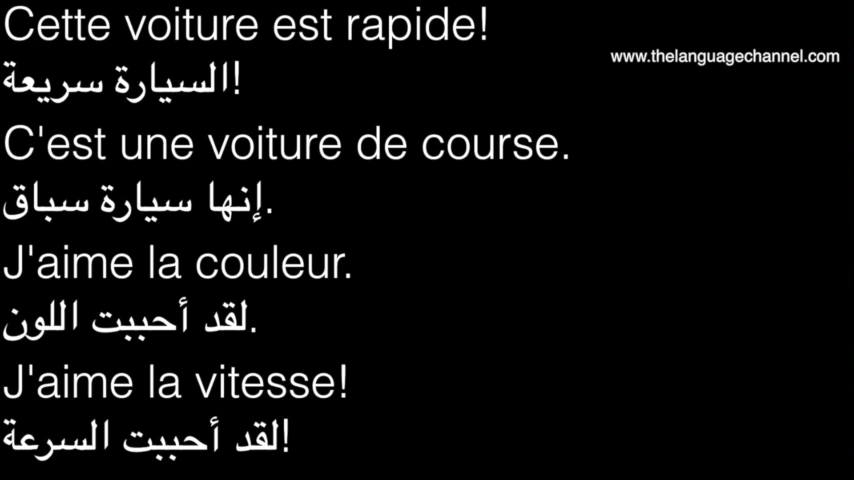 Cette voiture est rapide!
www.thelanguagechannel.com
السيارة سريعة!
C'est une voiture de course.
إنها سيارة سباق.
J'aime la couleur.
لقد أحببت اللون.
J'aime la vitesse!
لقد أحببت السرعة!